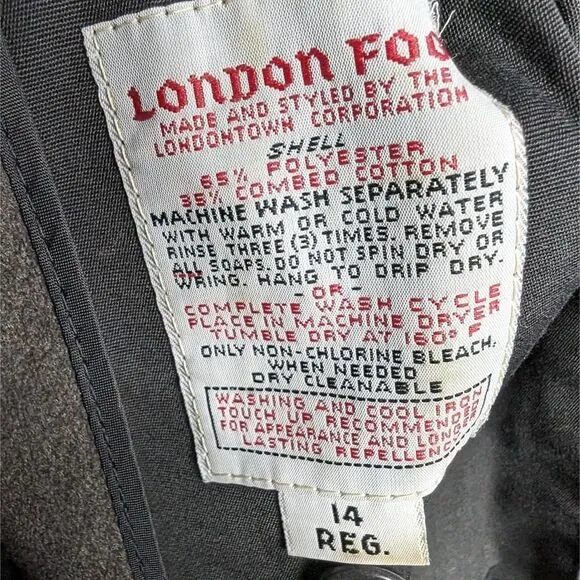 LONDON FOG
MADE AND STYLED BY THE
LONDONTOWN CORPORATION
SHELL
65% POLYESTER
35% COMBED COTTON
MACHINE WASH SEPARATELY
WITH WARM OR COLD WATER
RINSE THREE (3) TIMES. REMOVE
ALL SOAPS. DO NOT SPIN DRY OR
WRING. HANG TO DRIP DRY.
- OR -
COMPLETE WASH CYCLE
PLACE IN MACHINE DRYER
TUMBLE DRY AT 160° F
ONLY NON-CHLORINE BLEACH,
WHEN NEEDED
DRY CLEANABLE
WASHING AND COOL IRON
TOUCH UP RECOMMENDED
FOR APPEARANCE AND LONGER
LASTING REPELLENCY
14
REG.